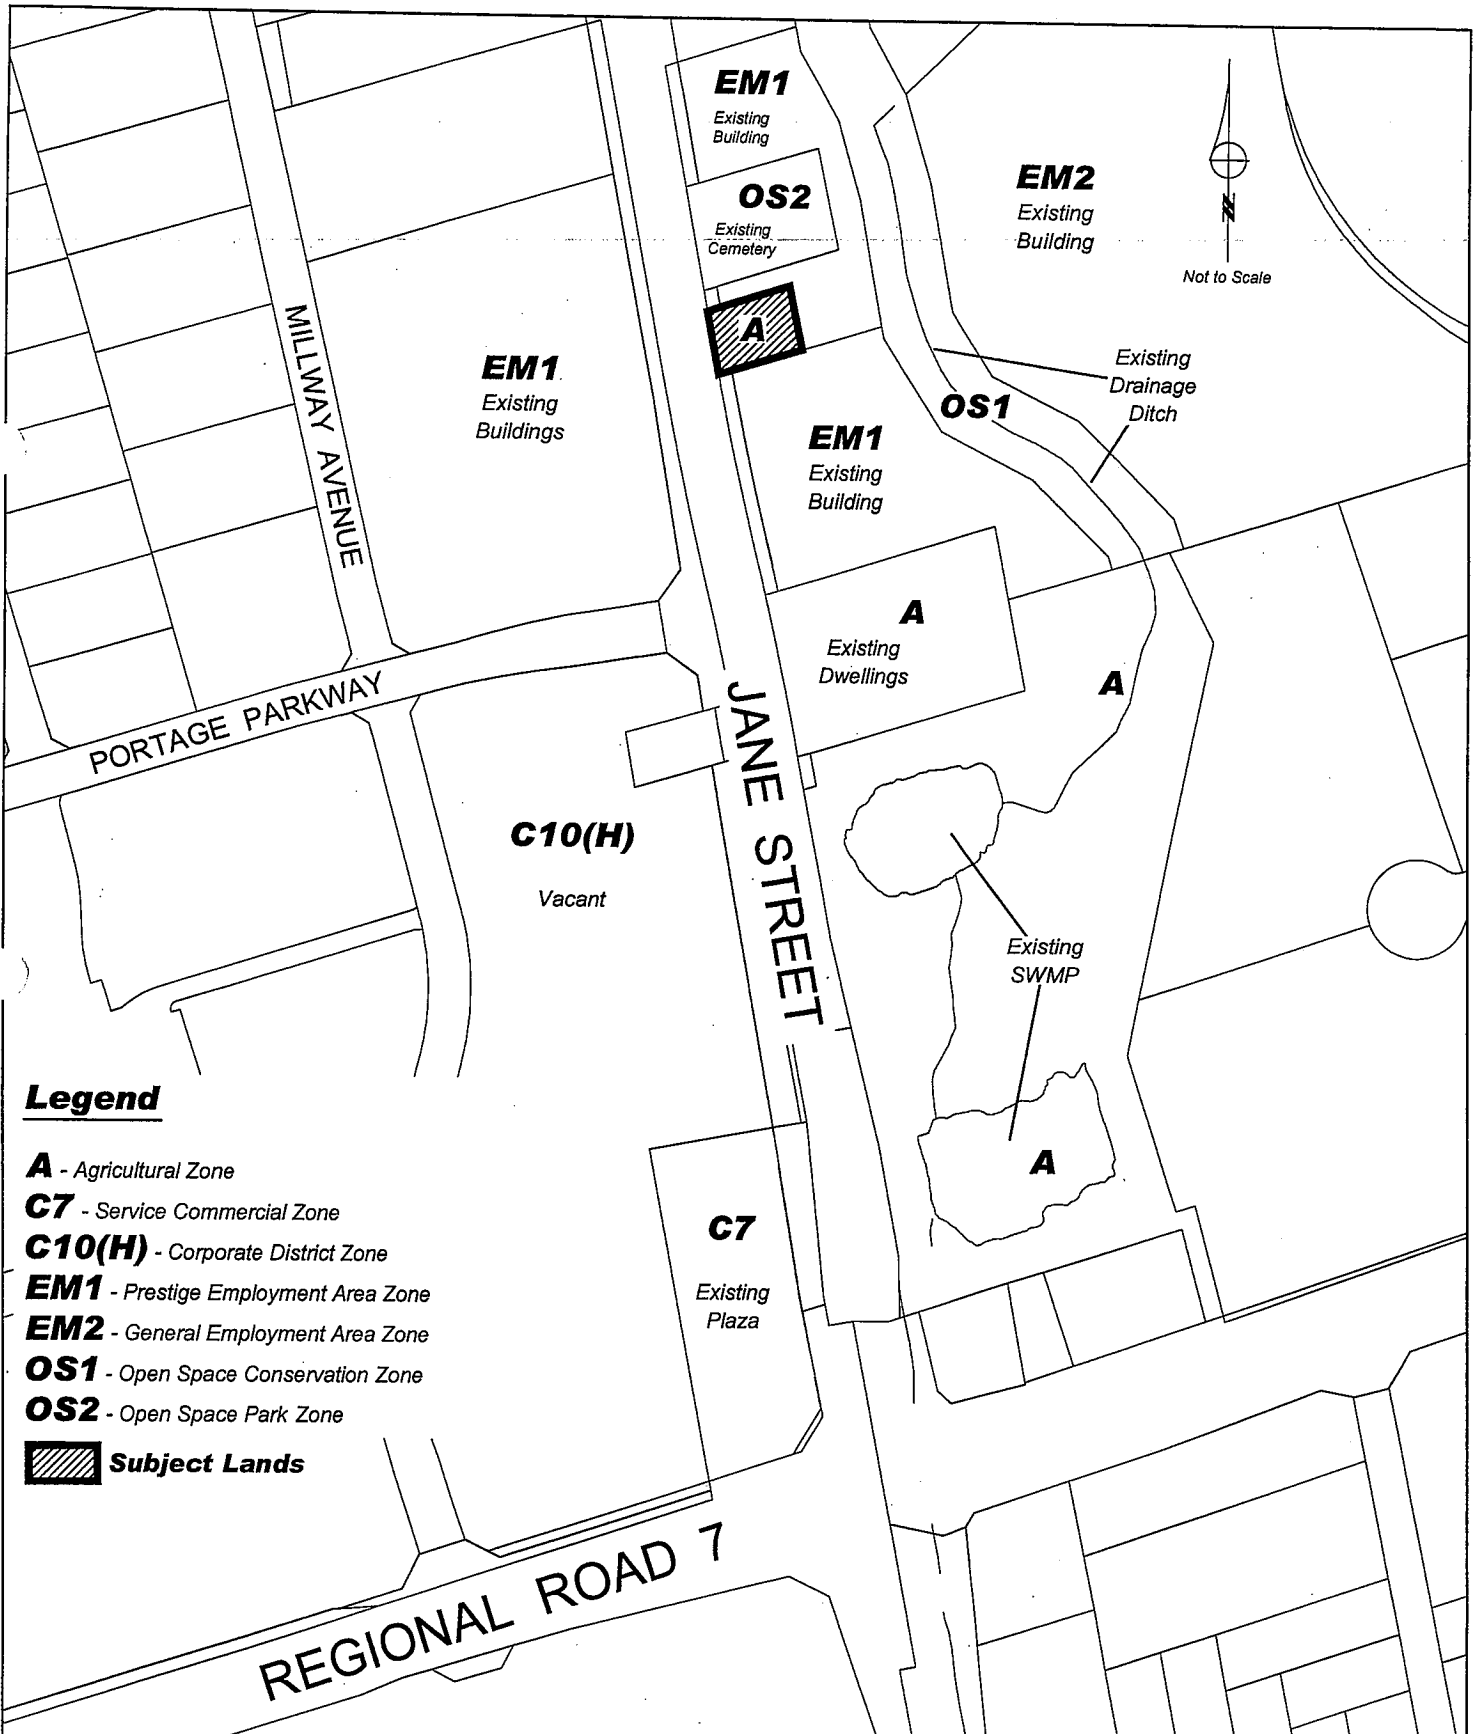 EM1
Existing
Building
OS2
Existing
Cemetery
EM2
Existing
Building
N
Not to Scale
A
MILLWAY AVENUE
EM1
Existing
Buildings
Existing
Drainage
Ditch
OS1
EM1
Existing
Building
A
Existing
Dwellings
A
PORTAGE PARKWAY
JANE STREET
C10(H)
Vacant
Existing
SWMP
A
C7
Existing
Plaza
Legend
A - Agricultural Zone
C7 - Service Commercial Zone
C10(H) - Corporate District Zone
EM1 - Prestige Employment Area Zone
EM2 - General Employment Area Zone
OS1 - Open Space Conservation Zone
OS2 - Open Space Park Zone
Subject Lands
REGIONAL ROAD 7